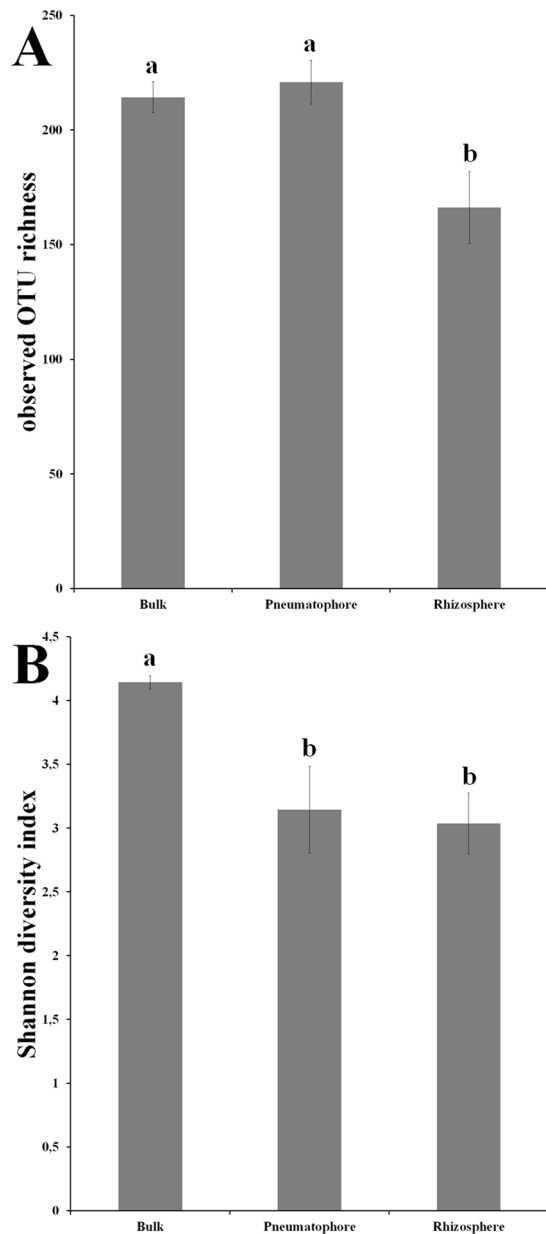 A
250
200
150
100
50
0
observed OTU richness
a
a
b
Bulk Pneumatophore Rhizosphere
B
4,5
4
3,5
3
2,5
2
1,5
1
0,5
0
Shannon diversity index
a
b
b
Bulk Pneumatophore Rhizosphere